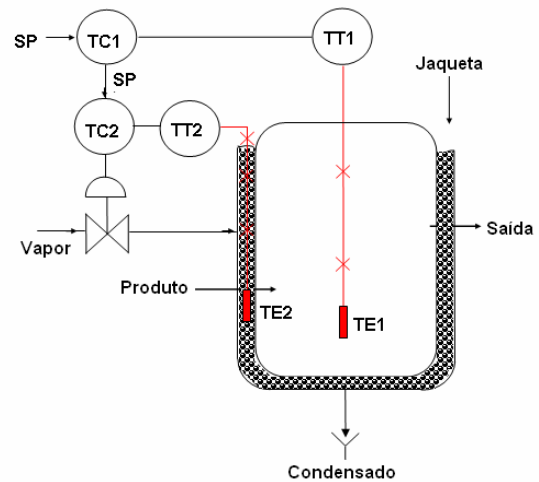 SP
TC1
TT1
SP
Jaqueta
TC2
TT2
Vapor
Saída
Produto
TE2
TE1
Condensado